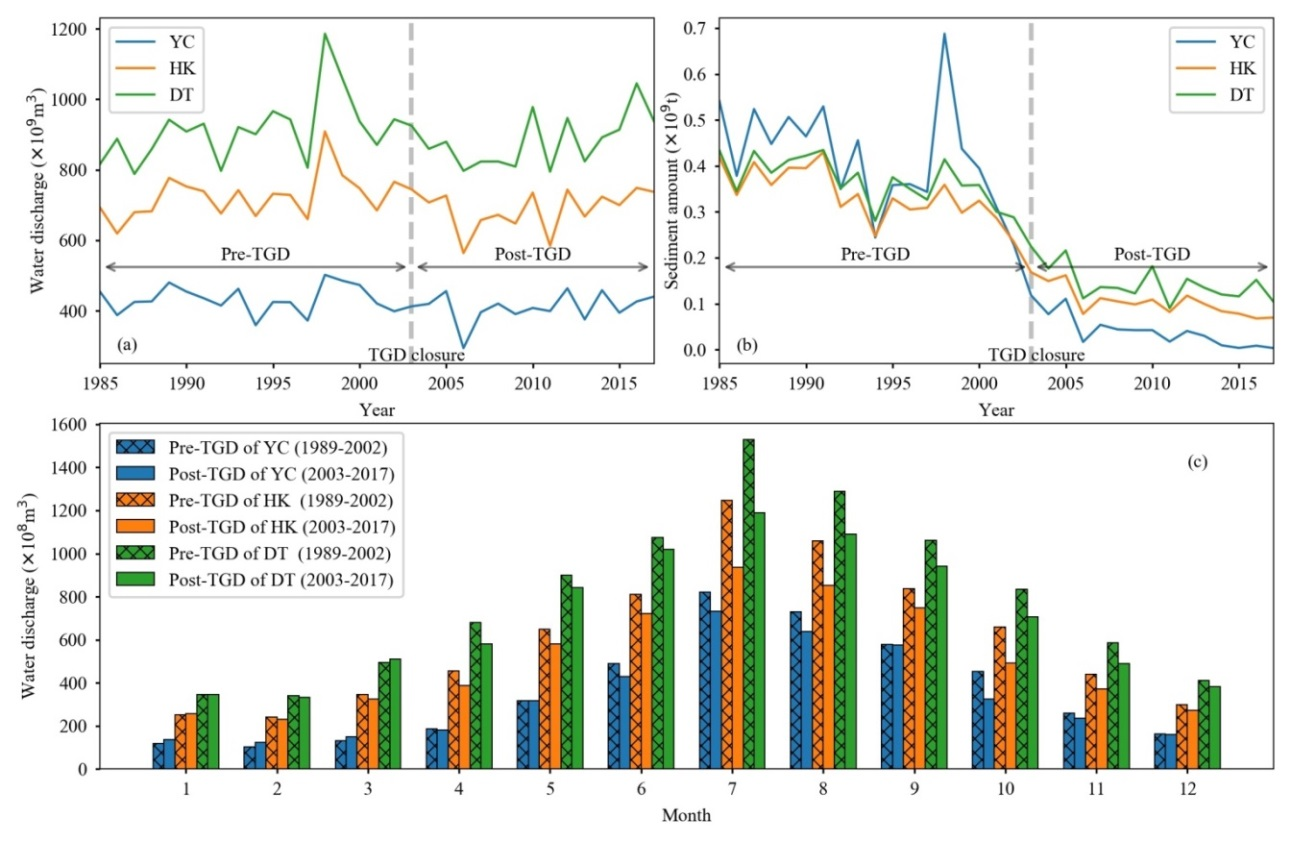 1200
1000
800
600
400
Water discharge (×10⁹m³)
YC
HK
DT
Pre-TGD
Post-TGD
(a)
TGD closure
1985 1990 1995 2000 2005 2010 2015
Year
0.7
0.6
0.5
0.4
0.3
0.2
0.1
0.0
Sediment amount (×10⁹t)
YC
HK
DT
Pre-TGD
Post-TGD
(b)
TGD closure
1985 1990 1995 2000 2005 2010 2015
Year
1600
1400
1200
1000
800
600
400
200
0
Water discharge (×10⁸m³)
Pre-TGD of YC (1989-2002)
Post-TGD of YC (2003-2017)
Pre-TGD of HK (1989-2002)
Post-TGD of HK (2003-2017)
Pre-TGD of DT (1989-2002)
Post-TGD of DT (2003-2017)
(c)
1 2 3 4 5 6 7 8 9 10 11 12
Month